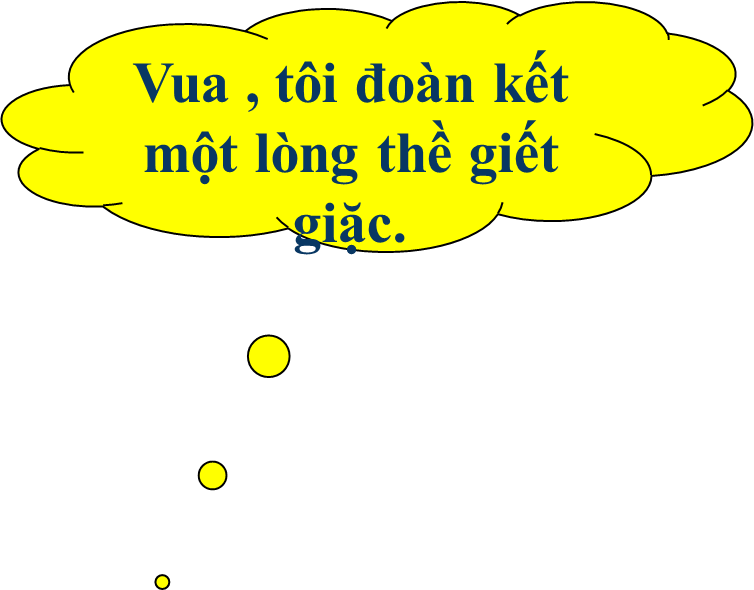 Vua , tôi đoàn kết
một lòng thề giết
giặc.